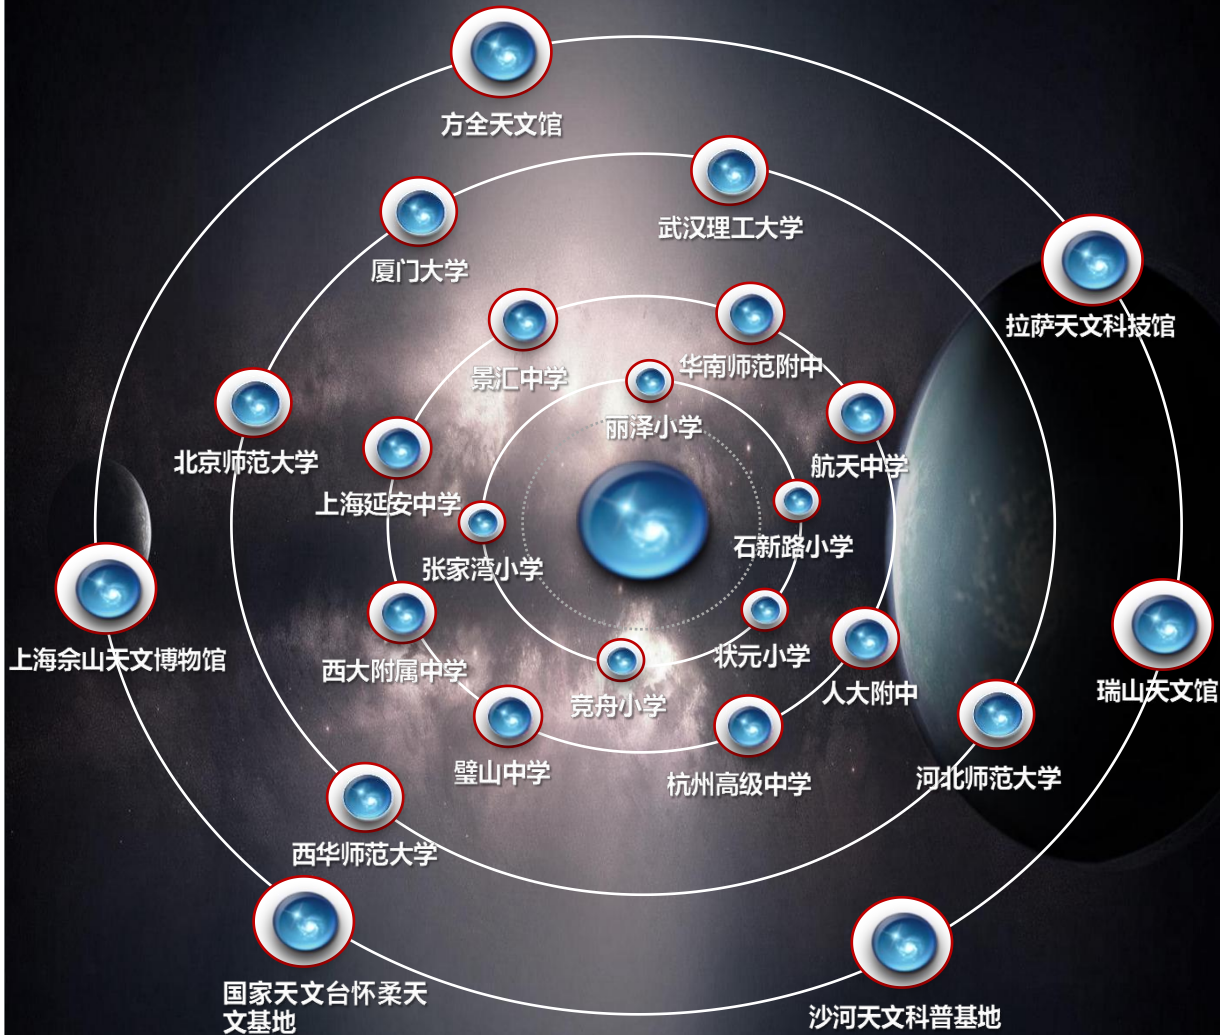 方全天文馆
武汉理工大学
厦门大学
拉萨天文科技馆
华南师范附中
景汇中学
丽泽小学
北京师范大学
航天中学
上海延安中学
石新路小学
张家湾小学
上海佘山天文博物馆
状元小学
西大附属中学
瑞山天文馆
人大附中
竞舟小学
璧山中学
河北师范大学
杭州高级中学
西华师范大学
国家天文台怀柔天
文基地
沙河天文科普基地